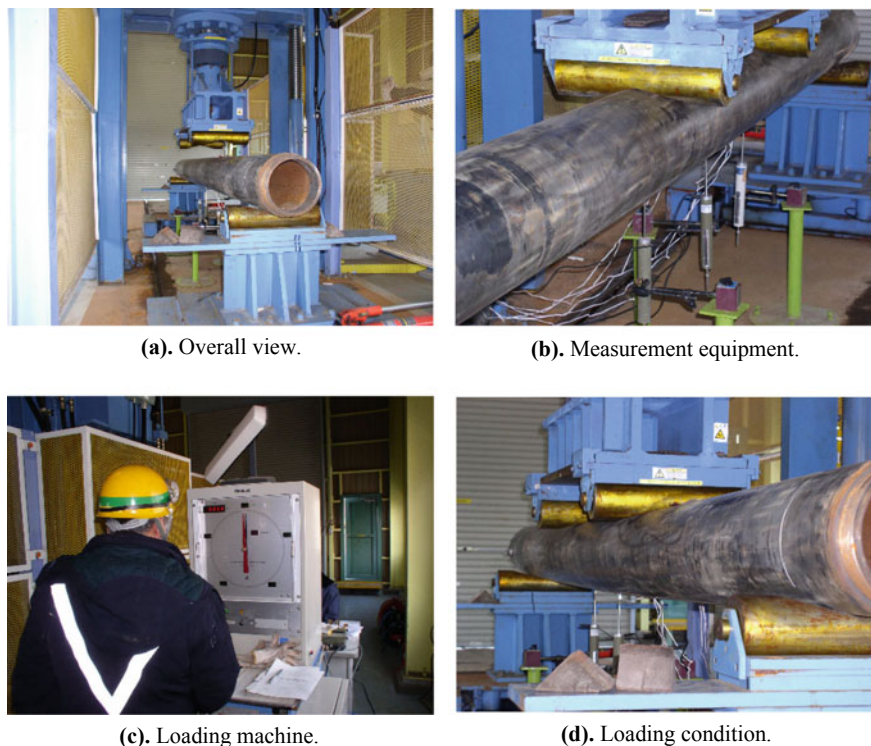 (a). Overall view.
(b). Measurement equipment.
(c). Loading machine.
(d). Loading condition.